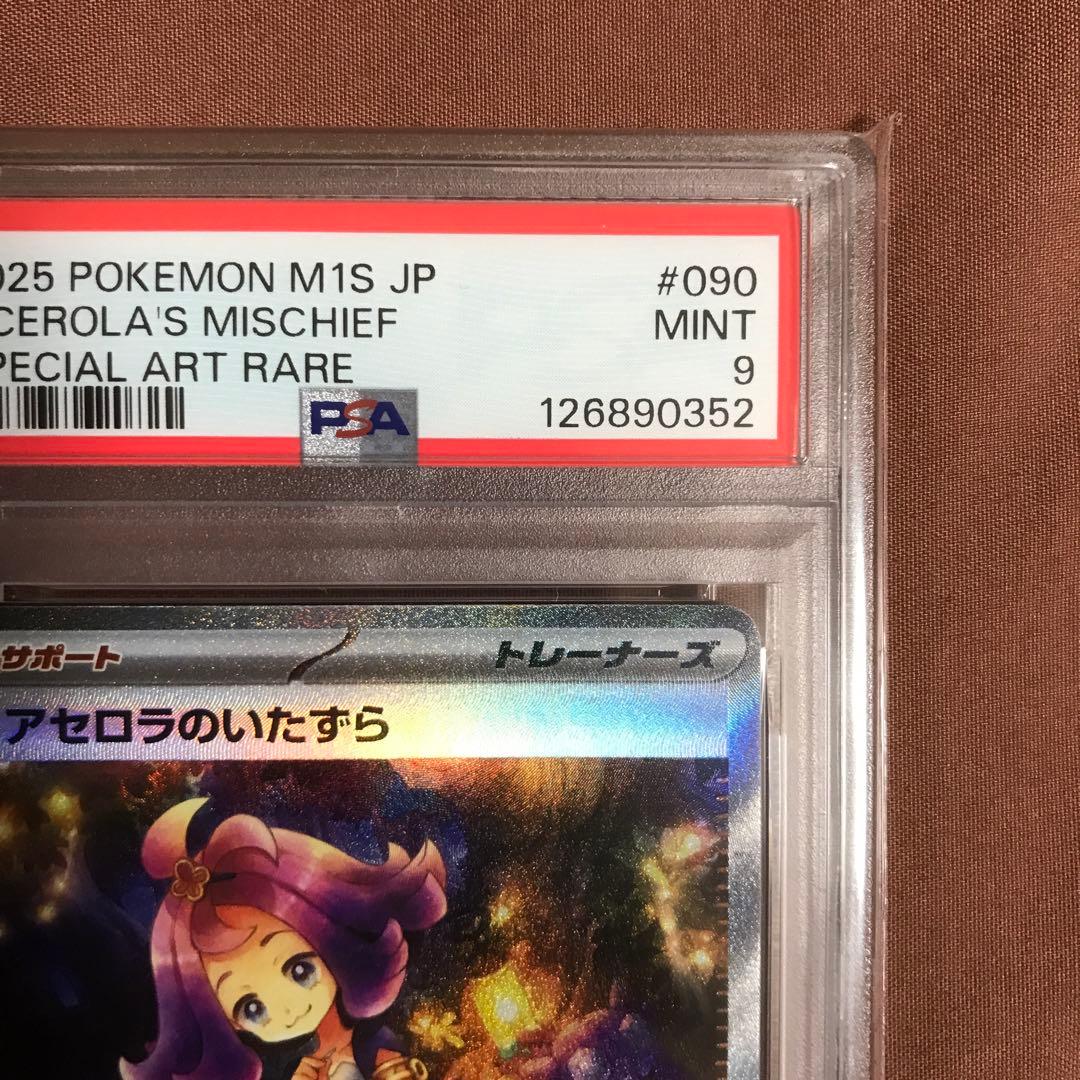 025 POKEMON M1S JP #090
CEROLA'S MISCHIEF MINT
PECIAL ART RARE 9
PSA 126890352
サポート トレーナーズ
アセロラのいたずら